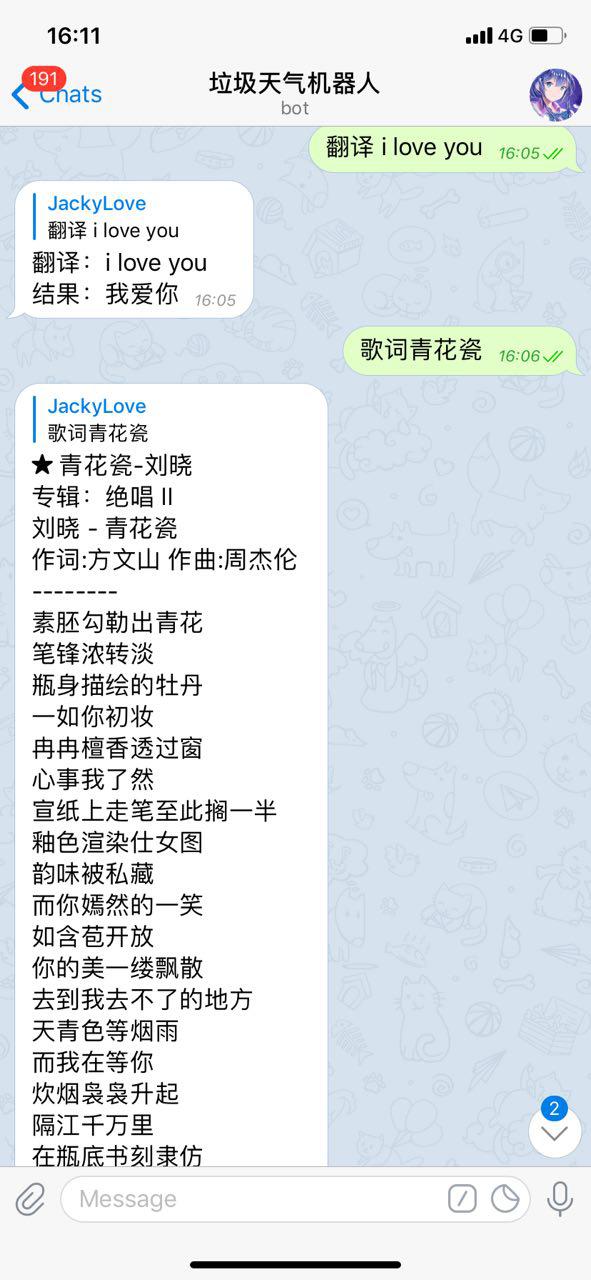 16:11
4G
191
Chats
垃圾天气机器人
bot
翻译 i love you 16:05
JackyLove
翻译 i love you
翻译：i love you
结果：我爱你 16:05
歌词青花瓷 16:06
JackyLove
歌词青花瓷
★ 青花瓷-刘晓
专辑：绝唱 II
刘晓 - 青花瓷
作词:方文山 作曲:周杰伦
--------
素胚勾勒出青花
笔锋浓转淡
瓶身描绘的牡丹
一如你初妆
冉冉檀香透过窗
心事我了然
宣纸上走笔至此搁一半
釉色渲染仕女图
韵味被私藏
而你嫣然的一笑
如含苞开放
你的美一缕飘散
去到我去不了的地方
天青色等烟雨
而我在等你
炊烟袅袅升起
隔江千万里
在瓶底书刻隶仿
2
Message